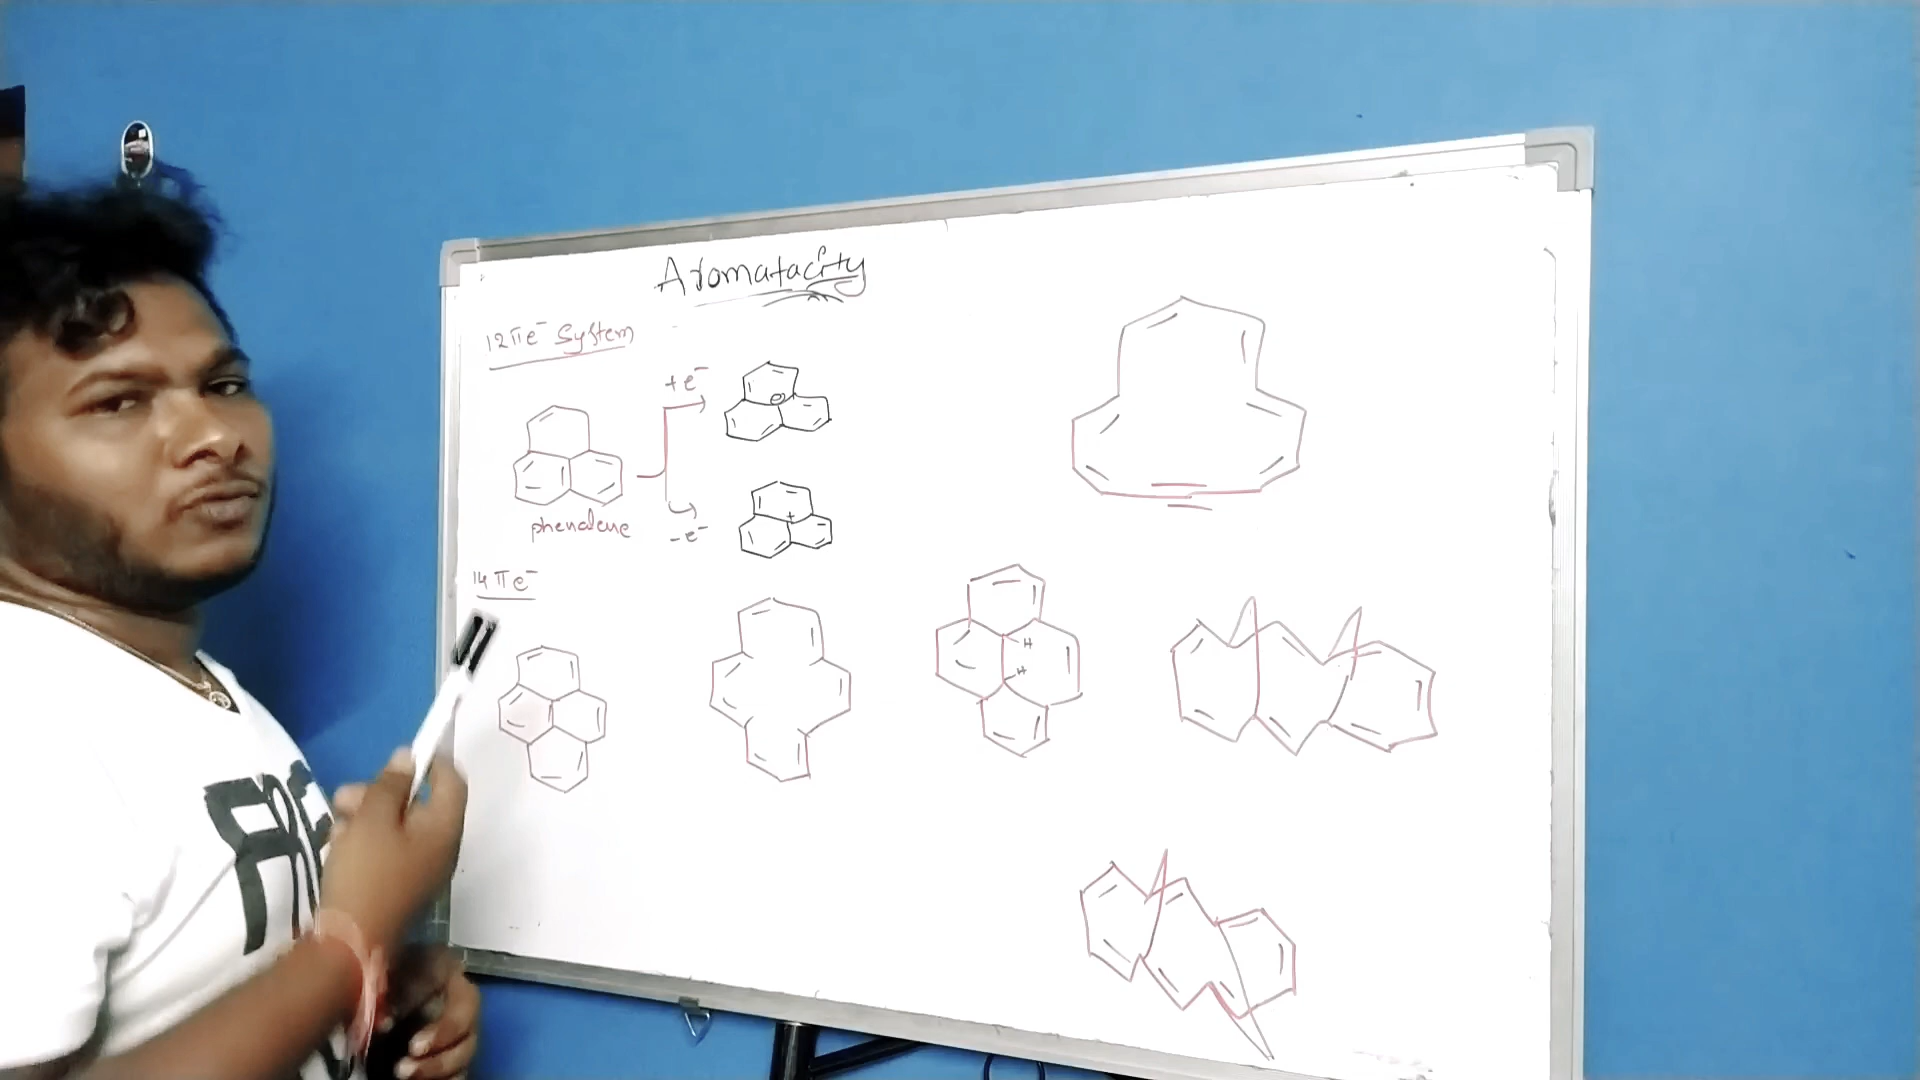 Aromatacity
12πe⁻ System
+e⁻
⊖
phenalene
+
-e⁻
14πe⁻
H
H